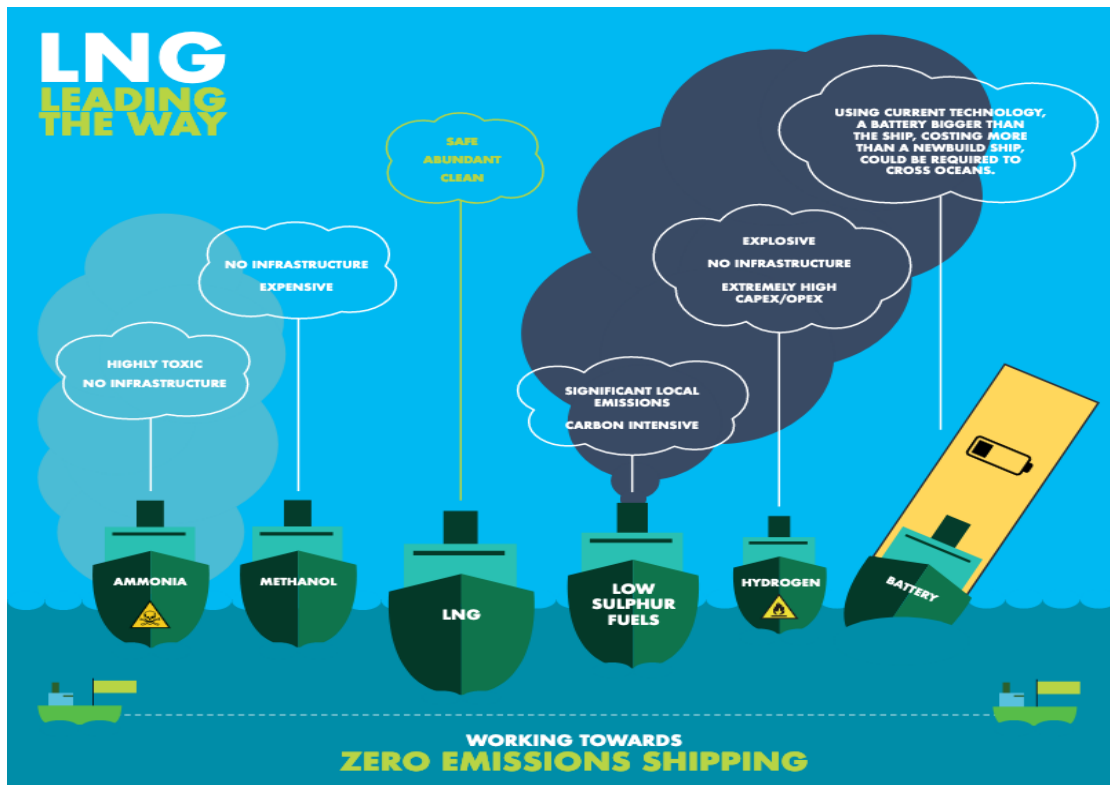 LNG
LEADING
THE WAY
SAFE
ABUNDANT
CLEAN
USING CURRENT TECHNOLOGY,
A BATTERY BIGGER THAN
THE SHIP, COSTING MORE
THAN A NEWBUILD SHIP,
COULD BE REQUIRED TO
CROSS OCEANS.
NO INFRASTRUCTURE
EXPENSIVE
EXPLOSIVE
NO INFRASTRUCTURE
EXTREMELY HIGH
CAPEX/OPEX
HIGHLY TOXIC
NO INFRASTRUCTURE
SIGNIFICANT LOCAL
EMISSIONS
CARBON INTENSIVE
AMMONIA
METHANOL
LNG
LOW
SULPHUR
FUELS
HYDROGEN
BATTERY
WORKING TOWARDS
ZERO EMISSIONS SHIPPING